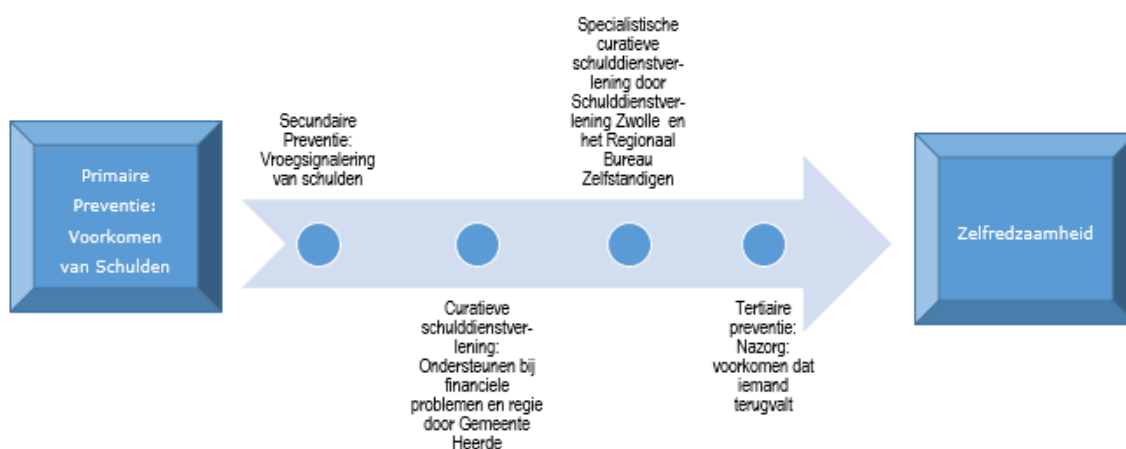 Primaire
Preventie:
Voorkomen
van Schulden
Secundaire
Preventie:
Vroegsignalering
van schulden
Curatieve
schulddienstver-
lening:
Ondersteunen bij
financiele
problemen en regie
door Gemeente
Heerde
Specialistische
curatieve
schulddienstver-
lening door
Schulddienstver-
lening Zwolle en
het Regionaal
Bureau
Zelfstandigen
Tertiaire
preventie:
Nazorg:
voorkomen dat
iemand
terugvalt
Zelfredzaamheid